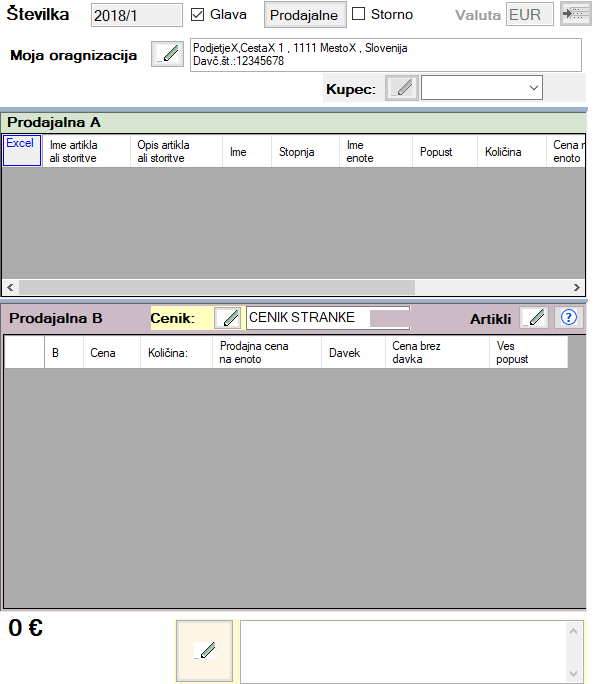 Številka 2018/1 Glava Prodajalne Storno Valuta EUR
Moja oragnizacija
PodjetjeX,CestaX 1 , 1111 MestoX , Slovenija
Davč.št.:12345678
Kupec:
Prodajalna A
Excel
Ime artikla
ali storitve
Opis artikla
ali storitve
Ime
Stopnja
Ime
enote
Popust
Količina
Cena n
enoto
Prodajalna B Cenik: CENIK STRANKE Artikli ?
B
Cena
Količina:
Prodajna cena
na enoto
Davek
Cena brez
davka
Ves
popust
0 €